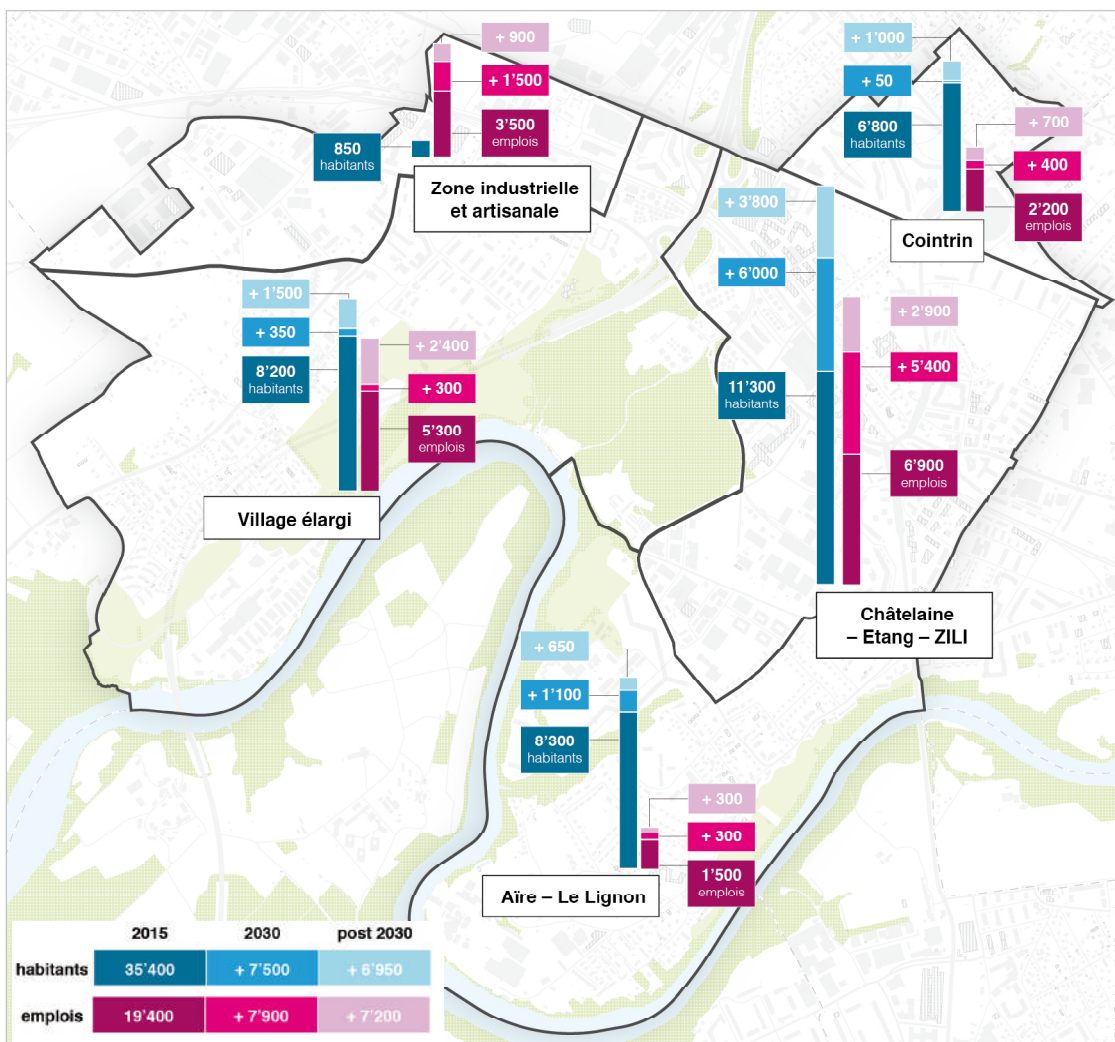 + 900
+ 1'500
3'500
emplois
850
habitants
Zone industrielle
et artisanale
+ 1'000
+ 50
6'800
habitants
+ 700
+ 400
2'200
emplois
Cointrin
+ 1'500
+ 350
8'200
habitants
+ 2'400
+ 300
5'300
emplois
Village élargi
+ 3'800
+ 6'000
11'300
habitants
+ 2'900
+ 5'400
6'900
emplois
Châtelaine
– Etang – ZILI
+ 650
+ 1'100
8'300
habitants
+ 300
+ 300
1'500
emplois
Aïre – Le Lignon
2015 2030 post 2030
habitants 35'400 + 7'500 + 6'950
emplois 19'400 + 7'900 + 7'200